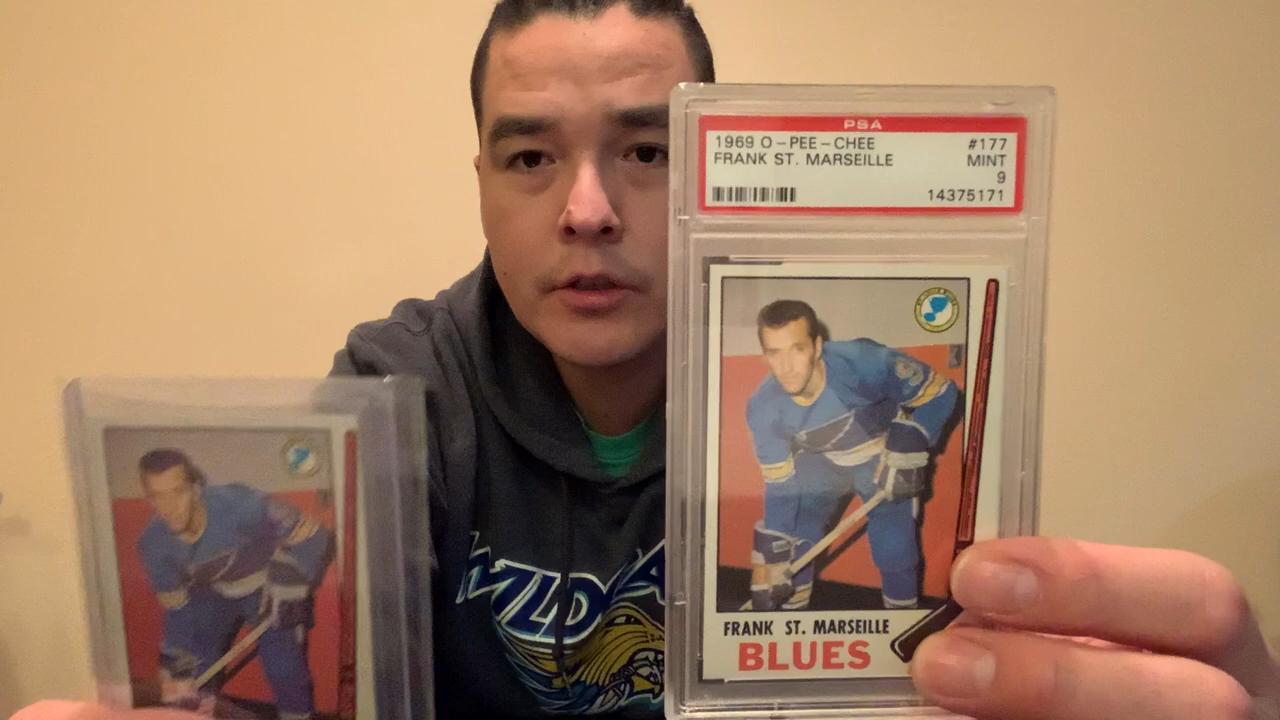 PSA
1969 O-PEE-CHEE #177
FRANK ST. MARSEILLE MINT
9
14375171
FRANK ST. MARSEILLE
BLUES